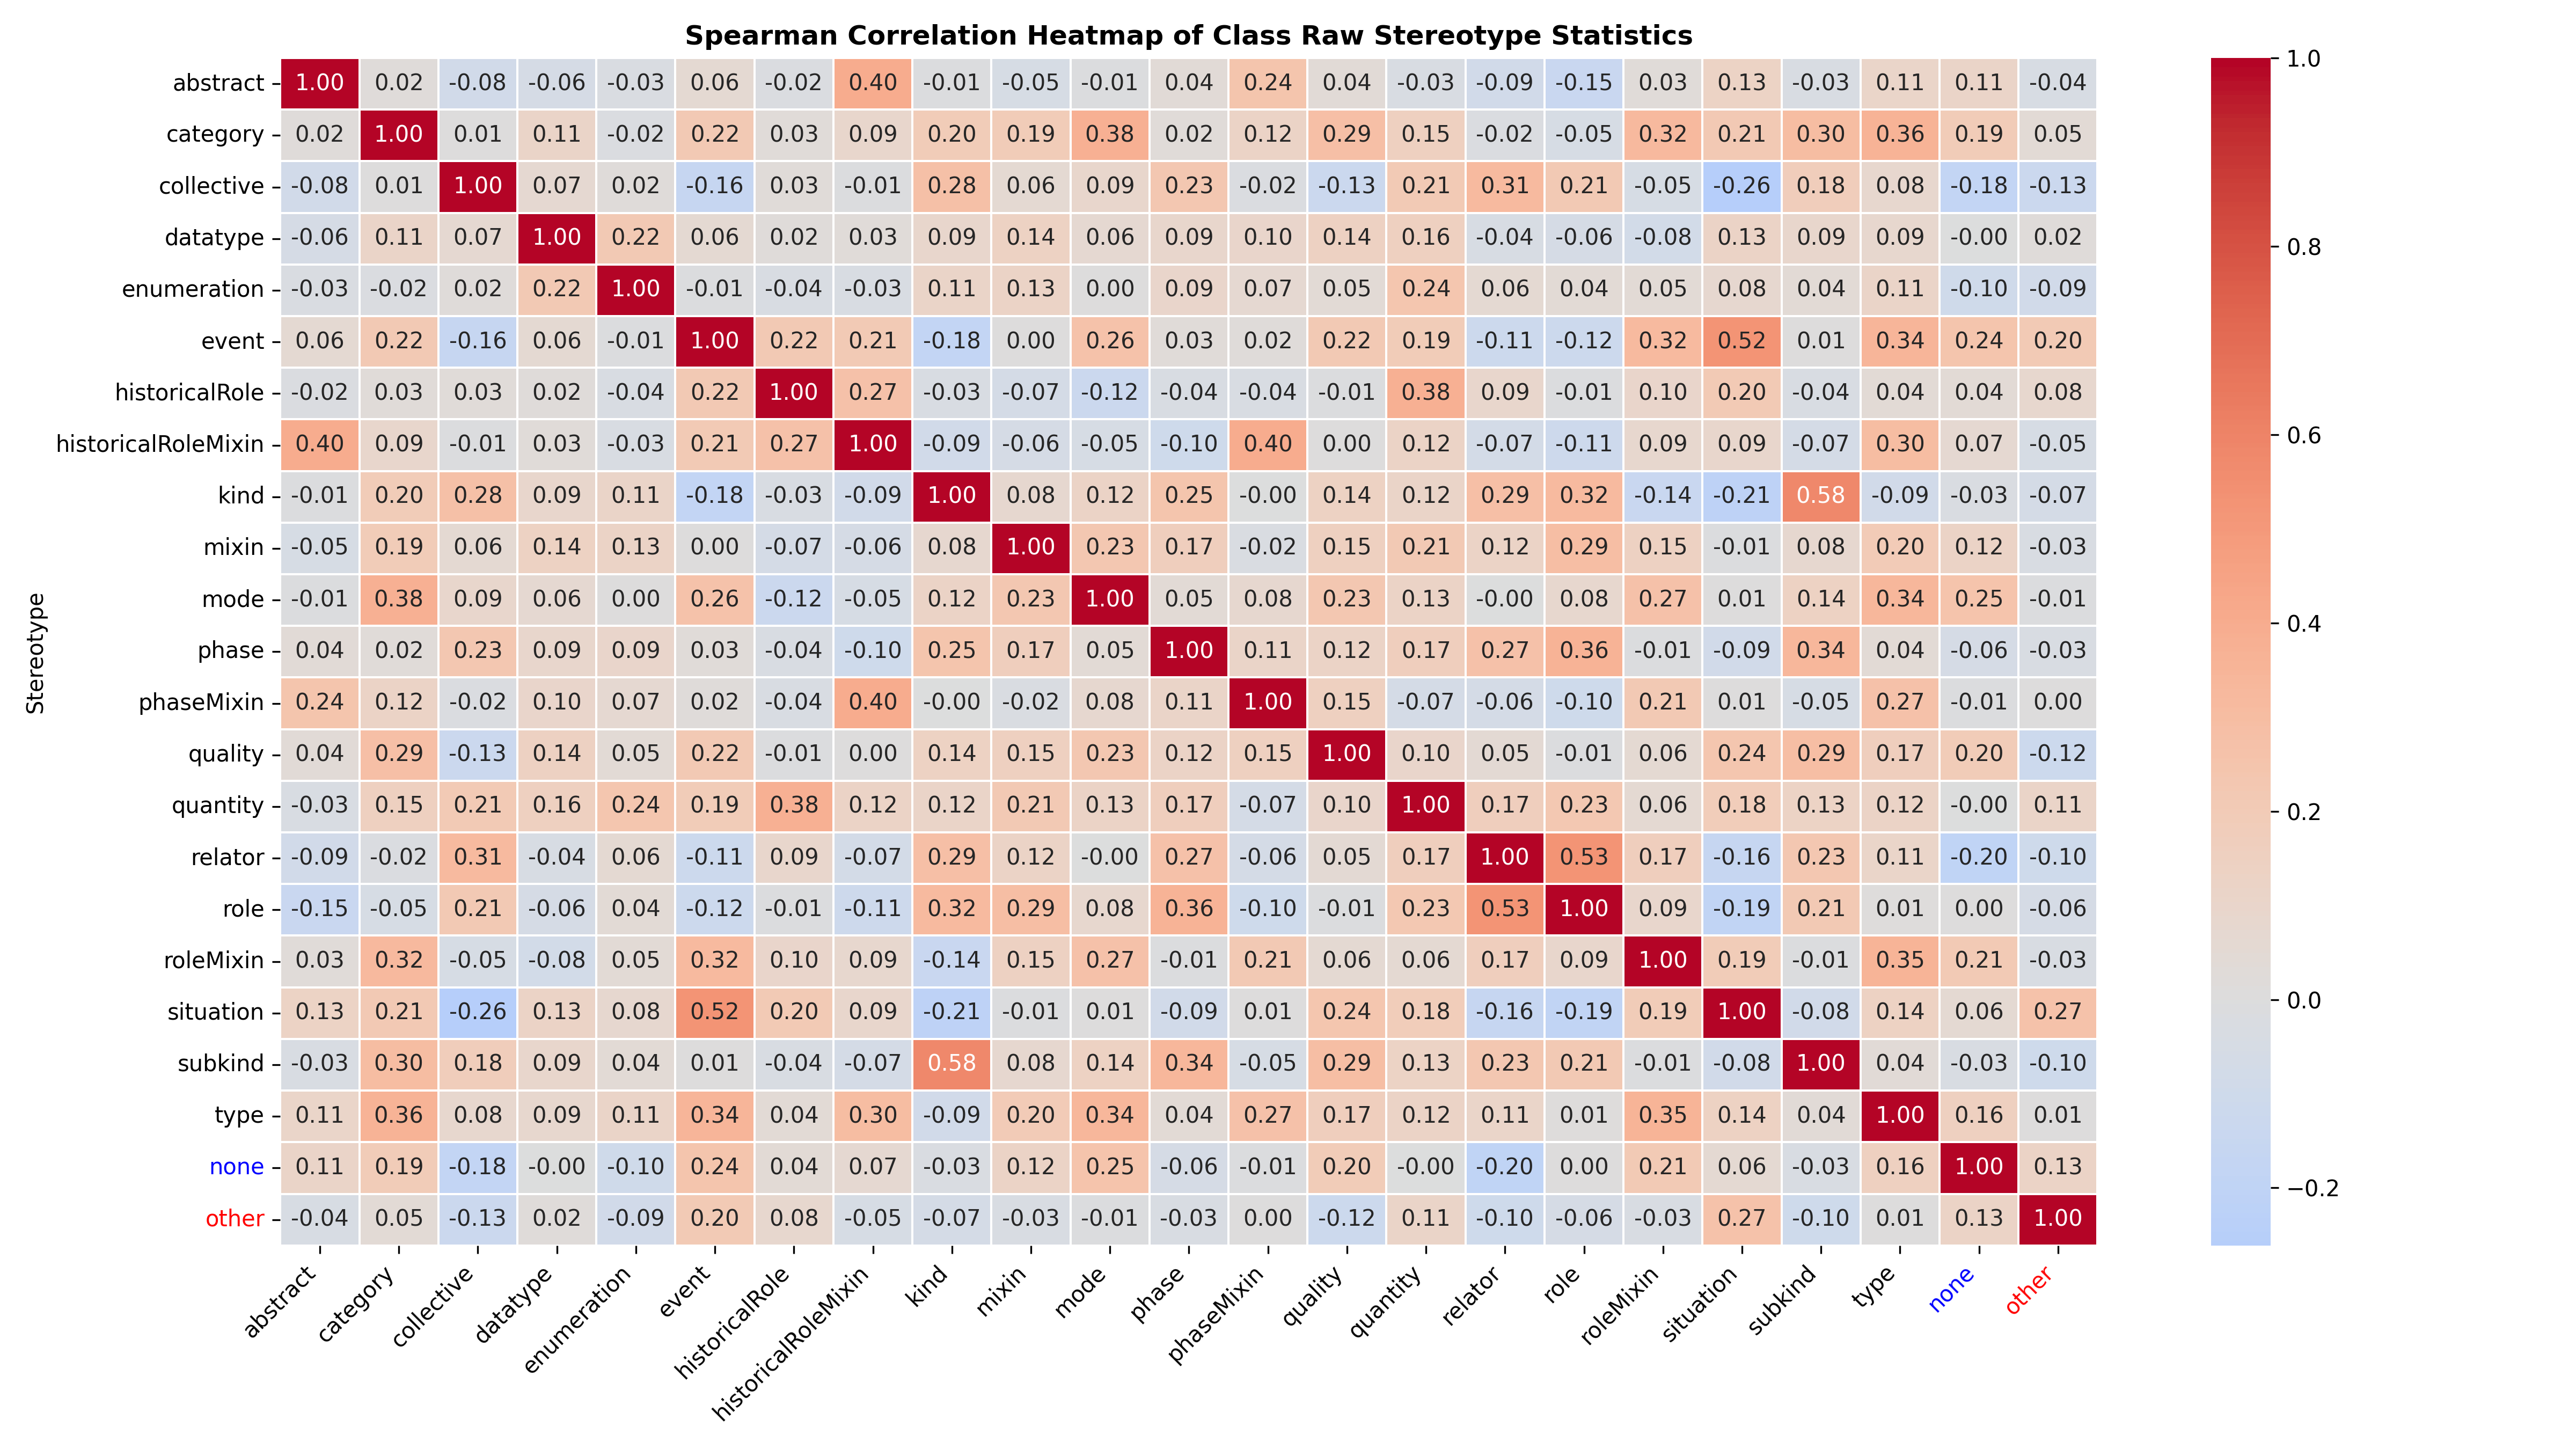 Spearman Correlation Heatmap of Class Raw Stereotype Statistics
abstract 1.00 0.02 -0.08 -0.06 -0.03 0.06 -0.02 0.40 -0.01 -0.05 -0.01 0.04 0.24 0.04 -0.03 -0.09 -0.15 0.03 0.13 -0.03 0.11 0.11 -0.04
category 0.02 1.00 0.01 0.11 -0.02 0.22 0.03 0.09 0.20 0.19 0.38 0.02 0.12 0.29 0.15 -0.02 -0.05 0.32 0.21 0.30 0.36 0.19 0.05
collective -0.08 0.01 1.00 0.07 0.02 -0.16 0.03 -0.01 0.28 0.06 0.09 0.23 -0.02 -0.13 0.21 0.31 0.21 -0.05 -0.26 0.18 0.08 -0.18 -0.13
datatype -0.06 0.11 0.07 1.00 0.22 0.06 0.02 0.03 0.09 0.14 0.06 0.09 0.10 0.14 0.16 -0.04 -0.06 -0.08 0.13 0.09 0.09 -0.00 0.02
enumeration -0.03 -0.02 0.02 0.22 1.00 -0.01 -0.04 -0.03 0.11 0.13 0.00 0.09 0.07 0.05 0.24 0.06 0.04 0.05 0.08 0.04 0.11 -0.10 -0.09
event 0.06 0.22 -0.16 0.06 -0.01 1.00 0.22 0.21 -0.18 0.00 0.26 0.03 0.02 0.22 0.19 -0.11 -0.12 0.32 0.52 0.01 0.34 0.24 0.20
historicalRole -0.02 0.03 0.03 0.02 -0.04 0.22 1.00 0.27 -0.03 -0.07 -0.12 -0.04 -0.04 -0.01 0.38 0.09 -0.01 0.10 0.20 -0.04 0.04 0.04 0.08
historicalRoleMixin 0.40 0.09 -0.01 0.03 -0.03 0.21 0.27 1.00 -0.09 -0.06 -0.05 -0.10 0.40 0.00 0.12 -0.07 -0.11 0.09 0.09 -0.07 0.30 0.07 -0.05
kind -0.01 0.20 0.28 0.09 0.11 -0.18 -0.03 -0.09 1.00 0.08 0.12 0.25 -0.00 0.14 0.12 0.29 0.32 -0.14 -0.21 0.58 -0.09 -0.03 -0.07
mixin -0.05 0.19 0.06 0.14 0.13 0.00 -0.07 -0.06 0.08 1.00 0.23 0.17 -0.02 0.15 0.21 0.12 0.29 0.15 -0.01 0.08 0.20 0.12 -0.03
mode -0.01 0.38 0.09 0.06 0.00 0.26 -0.12 -0.05 0.12 0.23 1.00 0.05 0.08 0.23 0.13 -0.00 0.08 0.27 0.01 0.14 0.34 0.25 -0.01
phase 0.04 0.02 0.23 0.09 0.09 0.03 -0.04 -0.10 0.25 0.17 0.05 1.00 0.11 0.12 0.17 0.27 0.36 -0.01 -0.09 0.34 0.04 -0.06 -0.03
phaseMixin 0.24 0.12 -0.02 0.10 0.07 0.02 -0.04 0.40 -0.00 -0.02 0.08 0.11 1.00 0.15 -0.07 -0.06 -0.10 0.21 0.01 -0.05 0.27 -0.01 0.00
quality 0.04 0.29 -0.13 0.14 0.05 0.22 -0.01 0.00 0.14 0.15 0.23 0.12 0.15 1.00 0.10 0.05 -0.01 0.06 0.24 0.29 0.17 0.20 -0.12
quantity -0.03 0.15 0.21 0.16 0.24 0.19 0.38 0.12 0.12 0.21 0.13 0.17 -0.07 0.10 1.00 0.17 0.23 0.06 0.18 0.13 0.12 -0.00 0.11
relator -0.09 -0.02 0.31 -0.04 0.06 -0.11 0.09 -0.07 0.29 0.12 -0.00 0.27 -0.06 0.05 0.17 1.00 0.53 0.17 -0.16 0.23 0.11 -0.20 -0.10
role -0.15 -0.05 0.21 -0.06 0.04 -0.12 -0.01 -0.11 0.32 0.29 0.08 0.36 -0.10 -0.01 0.23 0.53 1.00 0.09 -0.19 0.21 0.01 0.00 -0.06
roleMixin 0.03 0.32 -0.05 -0.08 0.05 0.32 0.10 0.09 -0.14 0.15 0.27 -0.01 0.21 0.06 0.06 0.17 0.09 1.00 0.19 -0.01 0.35 0.21 -0.03
situation 0.13 0.21 -0.26 0.13 0.08 0.52 0.20 0.09 -0.21 -0.01 0.01 -0.09 0.01 0.24 0.18 -0.16 -0.19 0.19 1.00 -0.08 0.14 0.06 0.27
subkind -0.03 0.30 0.18 0.09 0.04 0.01 -0.04 -0.07 0.58 0.08 0.14 0.34 -0.05 0.29 0.13 0.23 0.21 -0.01 -0.08 1.00 0.04 -0.03 -0.10
type 0.11 0.36 0.08 0.09 0.11 0.34 0.04 0.30 -0.09 0.20 0.34 0.04 0.27 0.17 0.12 0.11 0.01 0.35 0.14 0.04 1.00 0.16 0.01
none 0.11 0.19 -0.18 -0.00 -0.10 0.24 0.04 0.07 -0.03 0.12 0.25 -0.06 -0.01 0.20 -0.00 -0.20 0.00 0.21 0.06 -0.03 0.16 1.00 0.13
other -0.04 0.05 -0.13 0.02 -0.09 0.20 0.08 -0.05 -0.07 -0.03 -0.01 -0.03 0.00 -0.12 0.11 -0.10 -0.06 -0.03 0.27 -0.10 0.01 0.13 1.00
Stereotype
abstract category collective datatype enumeration event historicalRole historicalRoleMixin kind mixin mode phase phaseMixin quality quantity relator role roleMixin situation subkind type none other
1.0
0.8
0.6
0.4
0.2
0.0
−0.2